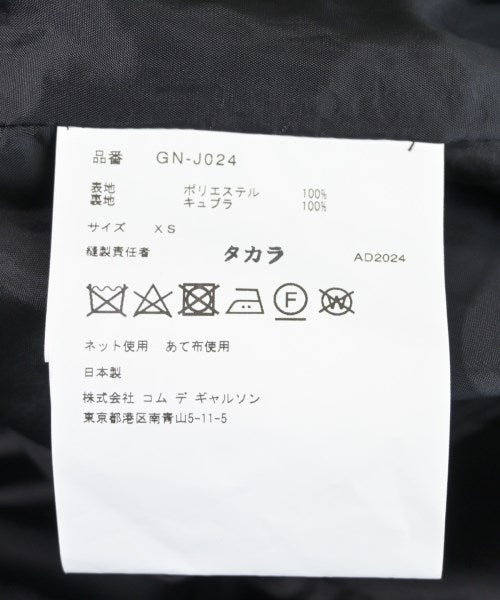 品番 GN-J024
表地 ポリエステル 100%
裏地 キュプラ 100%
サイズ XS
縫製責任者 タカラ AD2024
F W
ネット使用 あて布使用
日本製
株式会社 コム デ ギャルソン
東京都港区南青山5-11-5